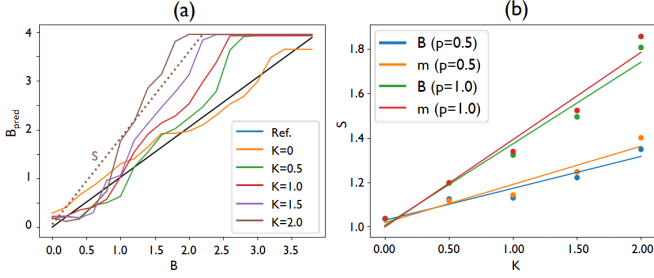 (a)
4
3
2
1
0
B_pred
S
Ref.
K=0
K=0.5
K=1.0
K=1.5
K=2.0
0.0 0.5 1.0 1.5 2.0 2.5 3.0 3.5
B
(b)
1.8
1.6
1.4
1.2
1.0
S
B (p=0.5)
m (p=0.5)
B (p=1.0)
m (p=1.0)
0.0 0.50 1.00 1.50 2.00
K